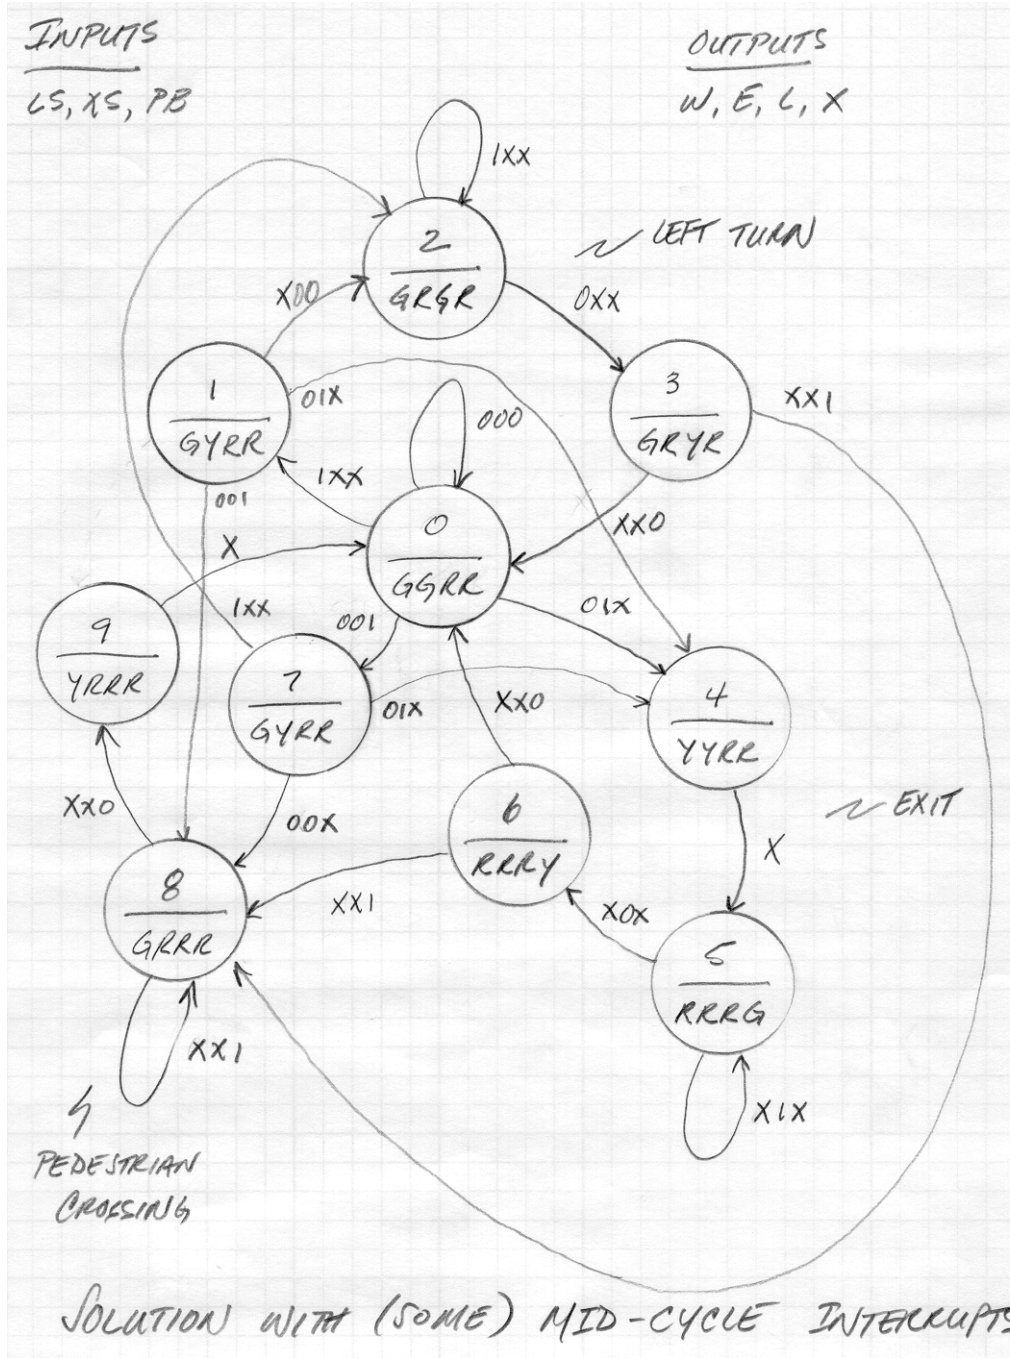 INPUTS
LS, XS, PB
OUTPUTS
W, E, L, X
1XX
2
GRGR
LEFT TURN
X00
0XX
1
GYRR
01X
3
GRYR
XX1
000
1XX
001
X
0
GGRR
XX0
01X
9
YRRR
1XX
001
7
GYRR
01X
XX0
4
YYRR
XX0
00X
6
RRRY
EXIT
X
8
GRRR
XX1
X0X
5
RRRG
XX1
X1X
PEDESTRIAN
CROSSING
SOLUTION WITH (SOME) MID-CYCLE INTERRUPTS